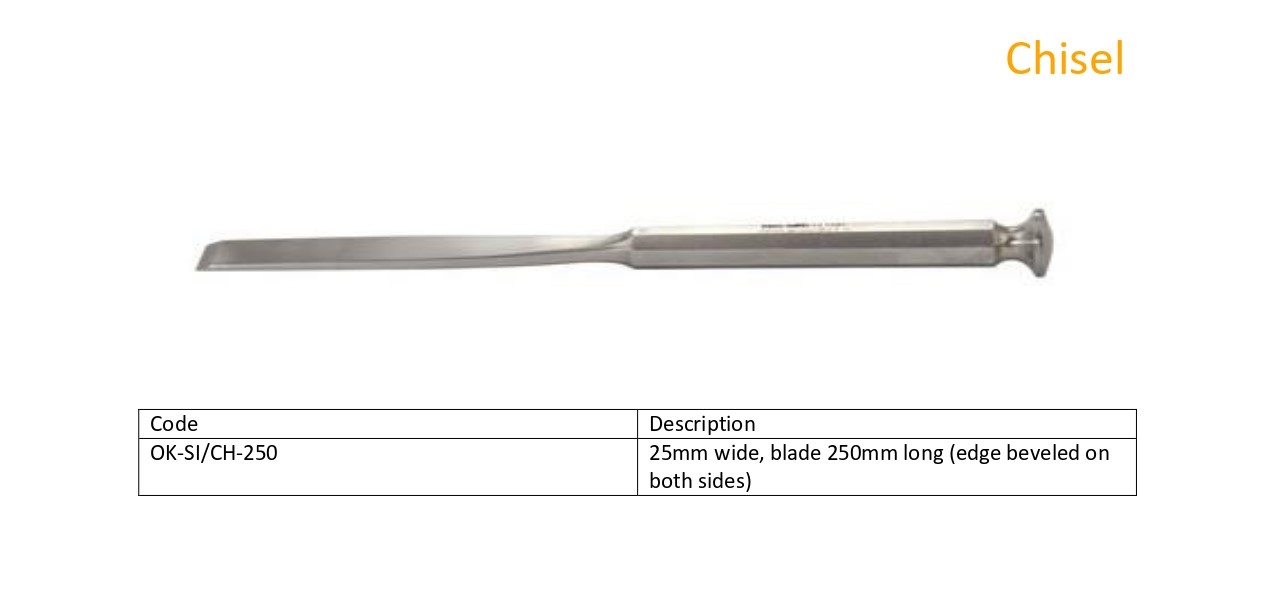 Chisel
Code
Description
OK-SI/CH-250
25mm wide, blade 250mm long (edge beveled on
both sides)